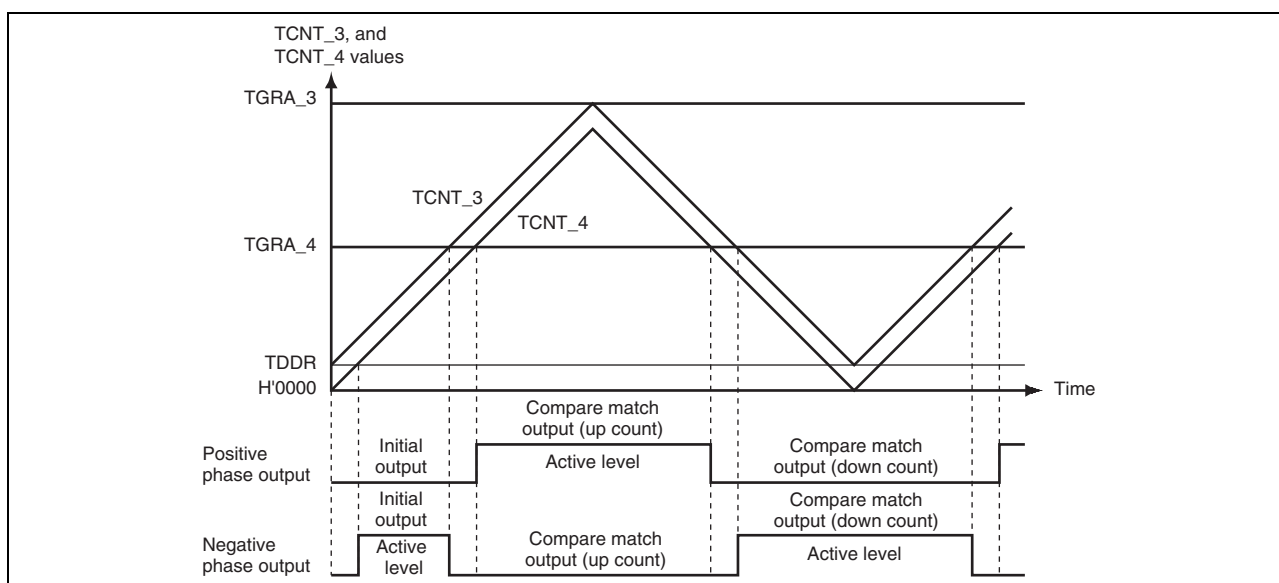 TCNT_3, and
TCNT_4 values
TGRA_3
TCNT_3
TCNT_4
TGRA_4
TDDR
H'0000
Time
Compare match
output (up count)
Positive
phase output
Initial
output
Active level
Compare match
output (down count)
Initial
output
Compare match
output (down count)
Negative
phase output
Active
level
Compare match
output (up count)
Active level